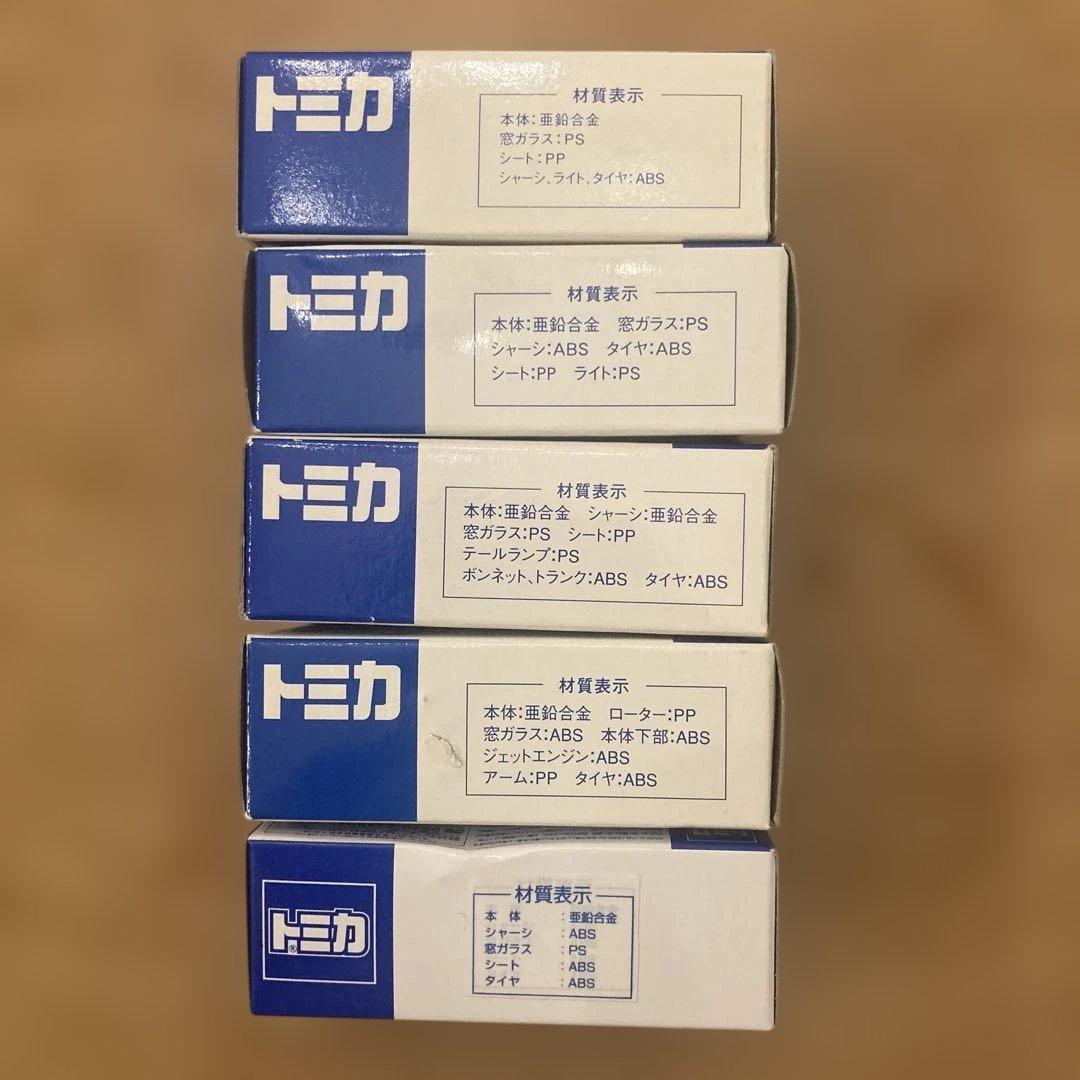 トミカ
材質表示
本体：亜鉛合金
窓ガラス：PS
シート：PP
シャーシ、ライト、タイヤ：ABS
トミカ
材質表示
本体：亜鉛合金　窓ガラス：PS
シャーシ：ABS　タイヤ：ABS
シート：PP　ライト：PS
トミカ
材質表示
本体：亜鉛合金　シャーシ：亜鉛合金
窓ガラス：PS　シート：PP
テールランプ：PS
ボンネット、トランク：ABS　タイヤ：ABS
トミカ
材質表示
本体：亜鉛合金　ローター：PP
窓ガラス：ABS　本体下部：ABS
ジェットエンジン：ABS
アーム：PP　タイヤ：ABS
トミカ®
材質表示
本　体　：亜鉛合金
シャーシ　：ABS
窓ガラス　：PS
シート　：ABS
タイヤ　：ABS